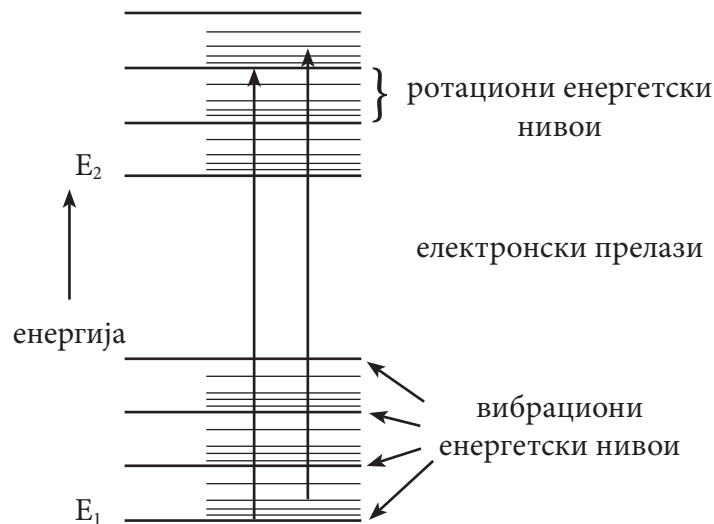 ротациони енергетски
нивои
E₂
електронски прелази
енергија
вибрациони
енергетски нивои
E₁